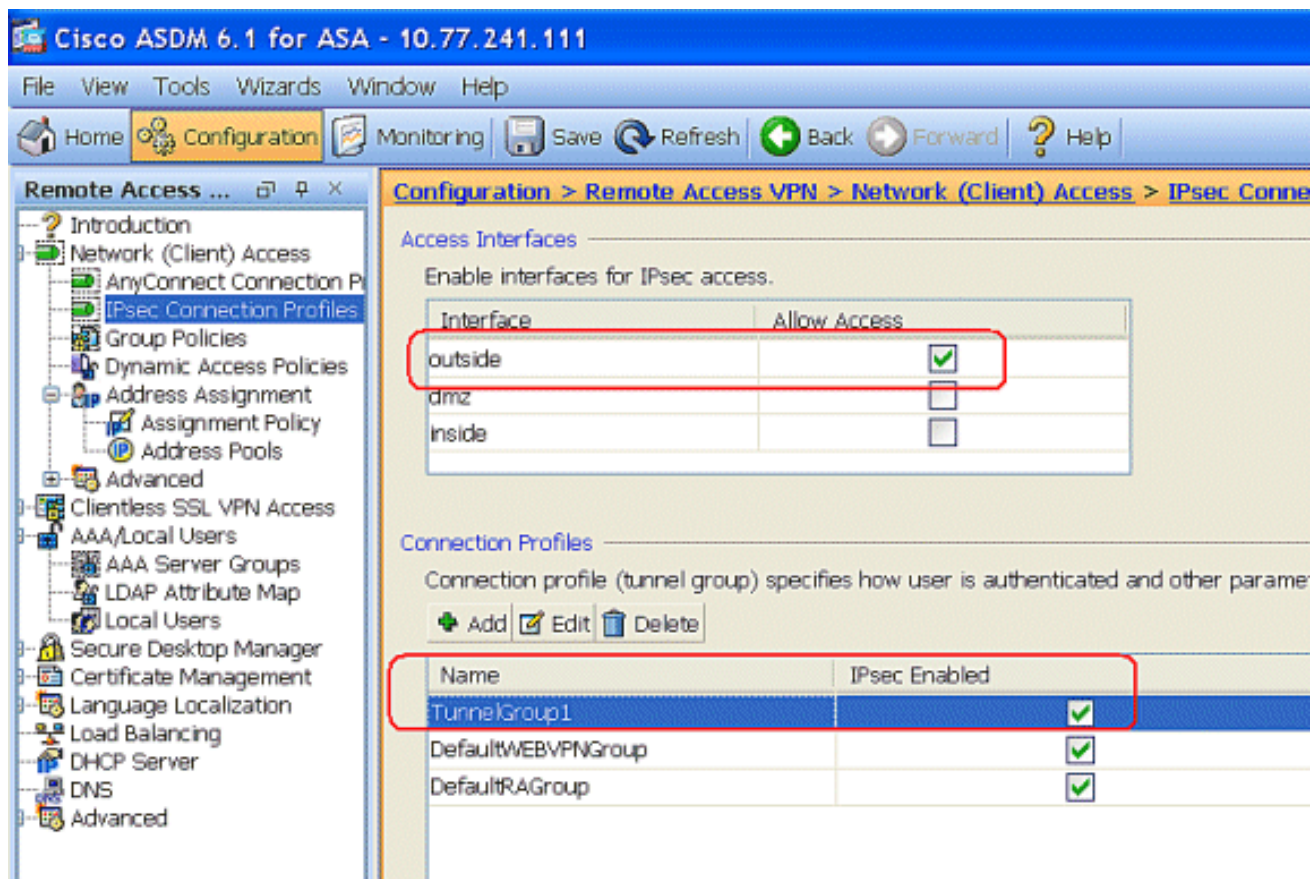 Cisco ASDM 6.1 for ASA - 10.77.241.111
File View Tools Wizards Window Help
Home Configuration Monitoring Save Refresh Back Forward Help
Remote Access ...
Introduction
Network (Client) Access
AnyConnect Connection P
IPsec Connection Profiles
Group Policies
Dynamic Access Policies
Address Assignment
Assignment Policy
Address Pools
Advanced
Clientless SSL VPN Access
AAA/Local Users
AAA Server Groups
LDAP Attribute Map
Local Users
Secure Desktop Manager
Certificate Management
Language Localization
Load Balancing
DHCP Server
DNS
Advanced
Configuration > Remote Access VPN > Network (Client) Access > IPsec Conne
Access Interfaces
Enable interfaces for IPsec access.
Interface Allow Access
outside
dmz
inside
Connection Profiles
Connection profile (tunnel group) specifies how user is authenticated and other parame
Add Edit Delete
Name IPsec Enabled
TunnelGroup1
DefaultWEBVPNGroup
DefaultRAGroup